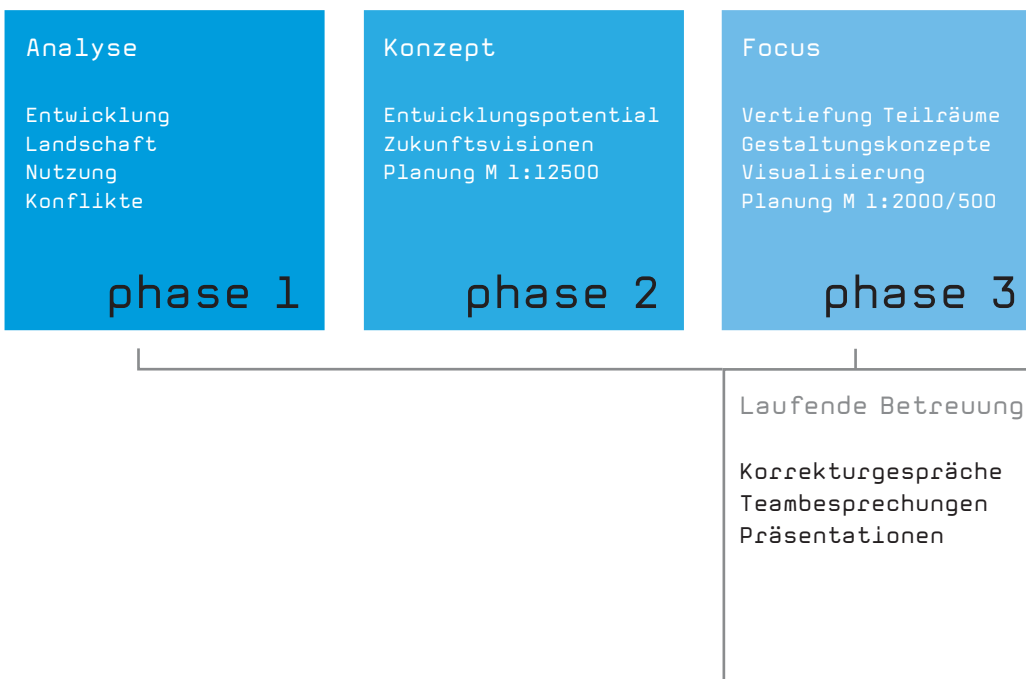 Analyse
Entwicklung
Landschaft
Nutzung
Konflikte
phase 1
Konzept
Entwicklungspotential
Zukunftsvisionen
Planung M 1:12500
phase 2
Focus
Vertiefung Teilräume
Gestaltungskonzepte
Visualisierung
Planung M 1:2000/500
phase 3
Laufende Betreuung
Korrekturgespräche
Teambesprechungen
Präsentationen